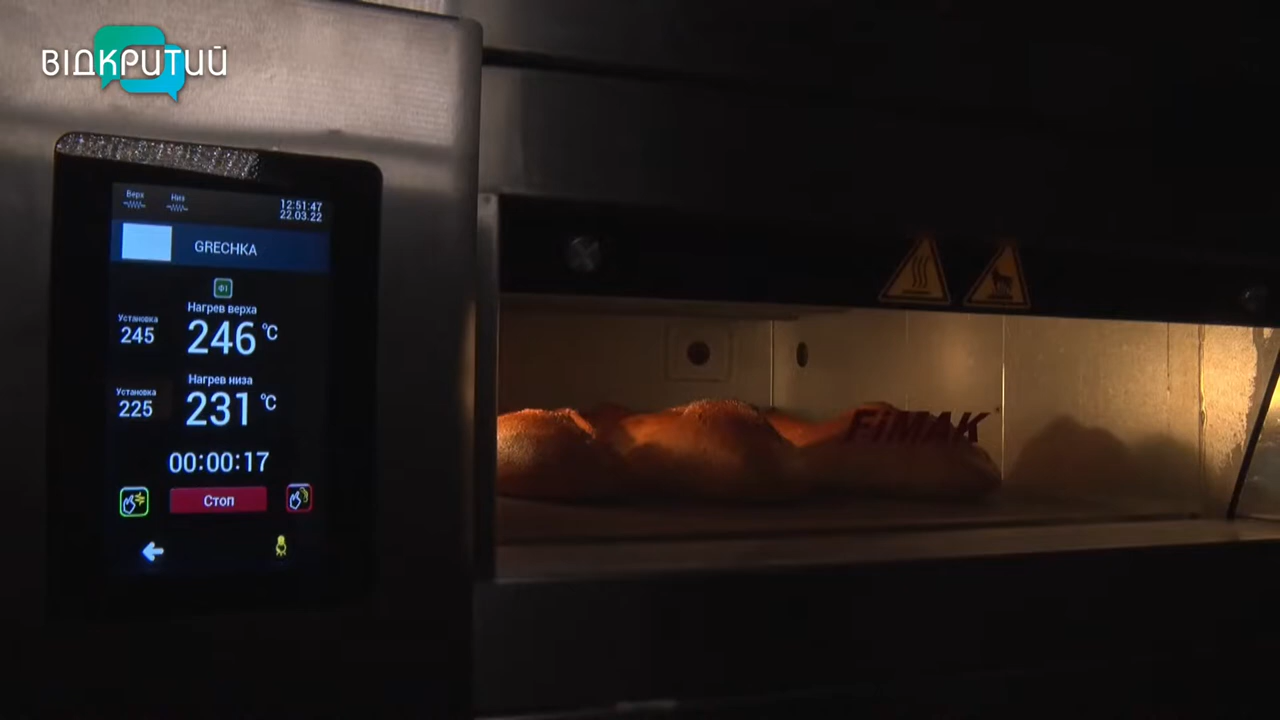 ВІДКРИТИЙ
Верх
Низ
12:51:47
22.03.22
GRECHKA
Нагрев верха
Установка
245
246 °C
Нагрев низа
Установка
225
231 °C
00:00:17
Стоп
FiMAK